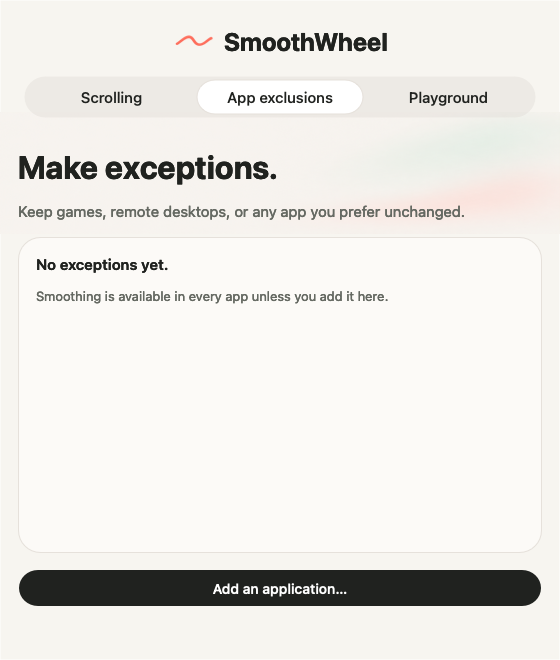 SmoothWheel
Scrolling
App exclusions
Playground
Make exceptions.
Keep games, remote desktops, or any app you prefer unchanged.
No exceptions yet.
Smoothing is available in every app unless you add it here.
Add an application...